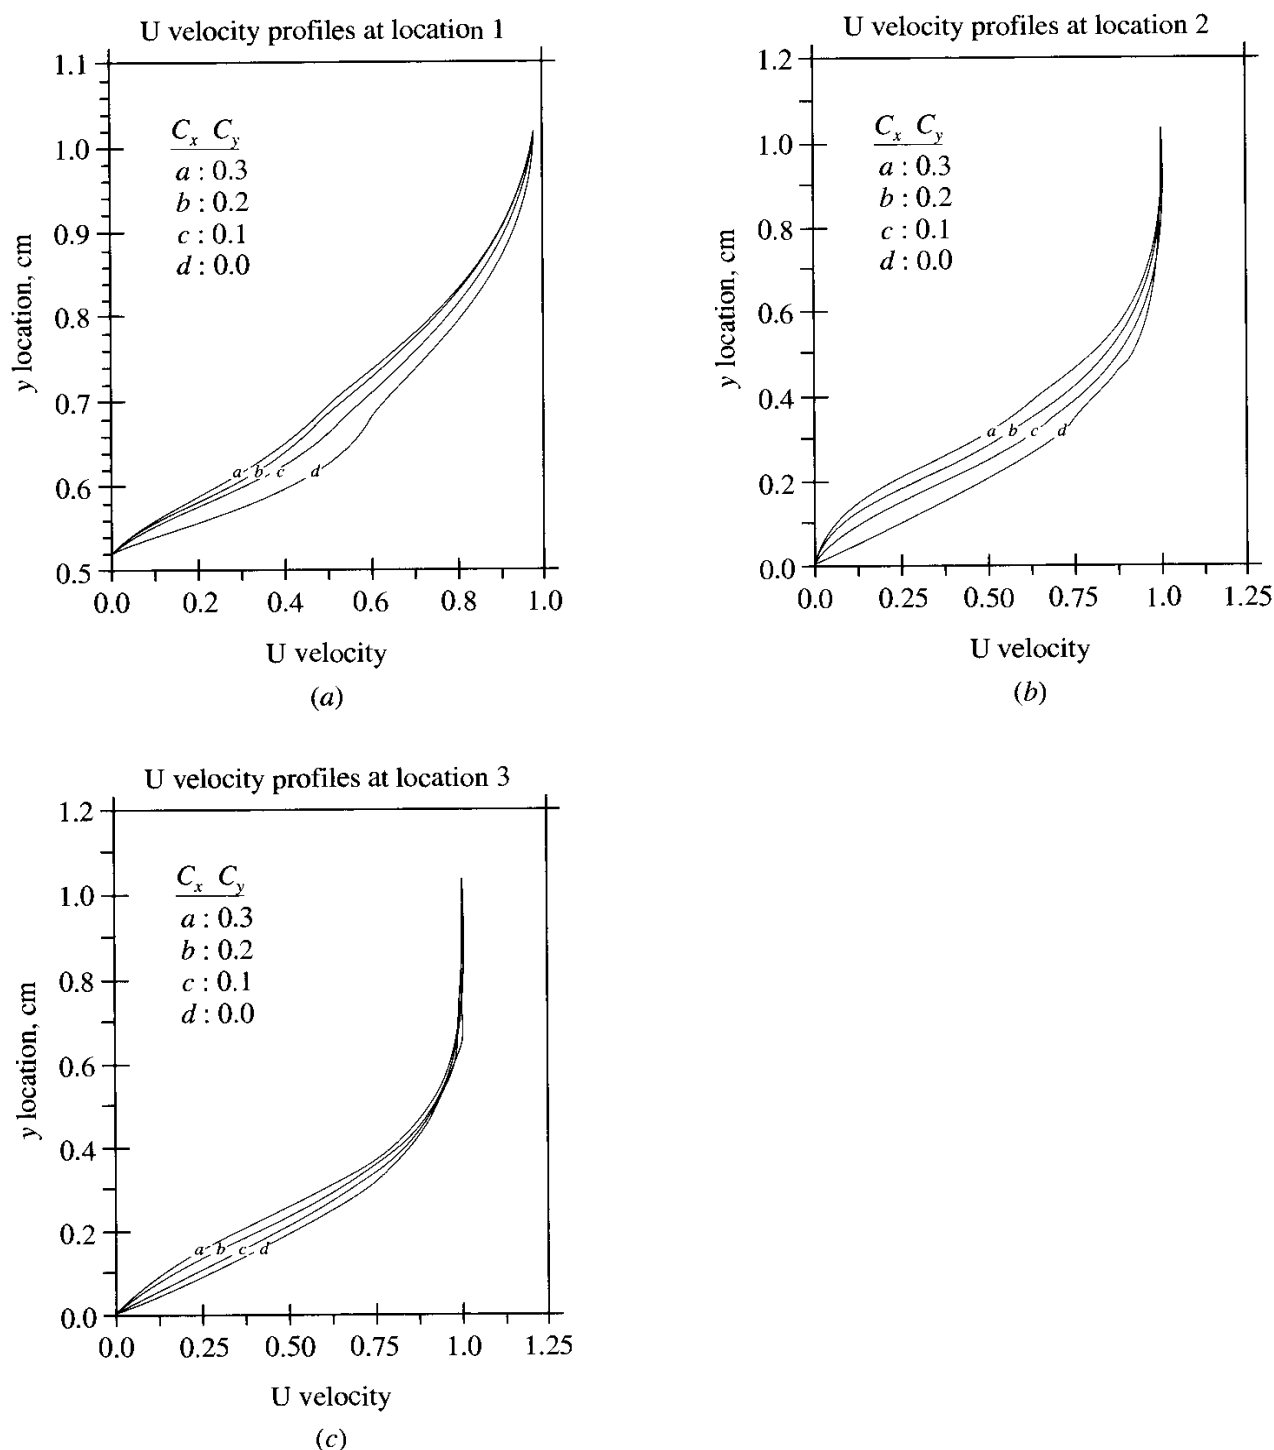 U velocity profiles at location 1
1.1
1.0
0.9
0.8
0.7
0.6
0.5
y location, cm
C_x C_y
a : 0.3
b : 0.2
c : 0.1
d : 0.0
a b c d
0.0 0.2 0.4 0.6 0.8 1.0
U velocity
(a)
U velocity profiles at location 2
1.2
1.0
0.8
0.6
0.4
0.2
0.0
y location, cm
C_x C_y
a : 0.3
b : 0.2
c : 0.1
d : 0.0
a b c d
0.0 0.25 0.50 0.75 1.0 1.25
U velocity
(b)
U velocity profiles at location 3
1.2
1.0
0.8
0.6
0.4
0.2
0.0
y location, cm
C_x C_y
a : 0.3
b : 0.2
c : 0.1
d : 0.0
a b c d
0.0 0.25 0.50 0.75 1.0 1.25
U velocity
(c)